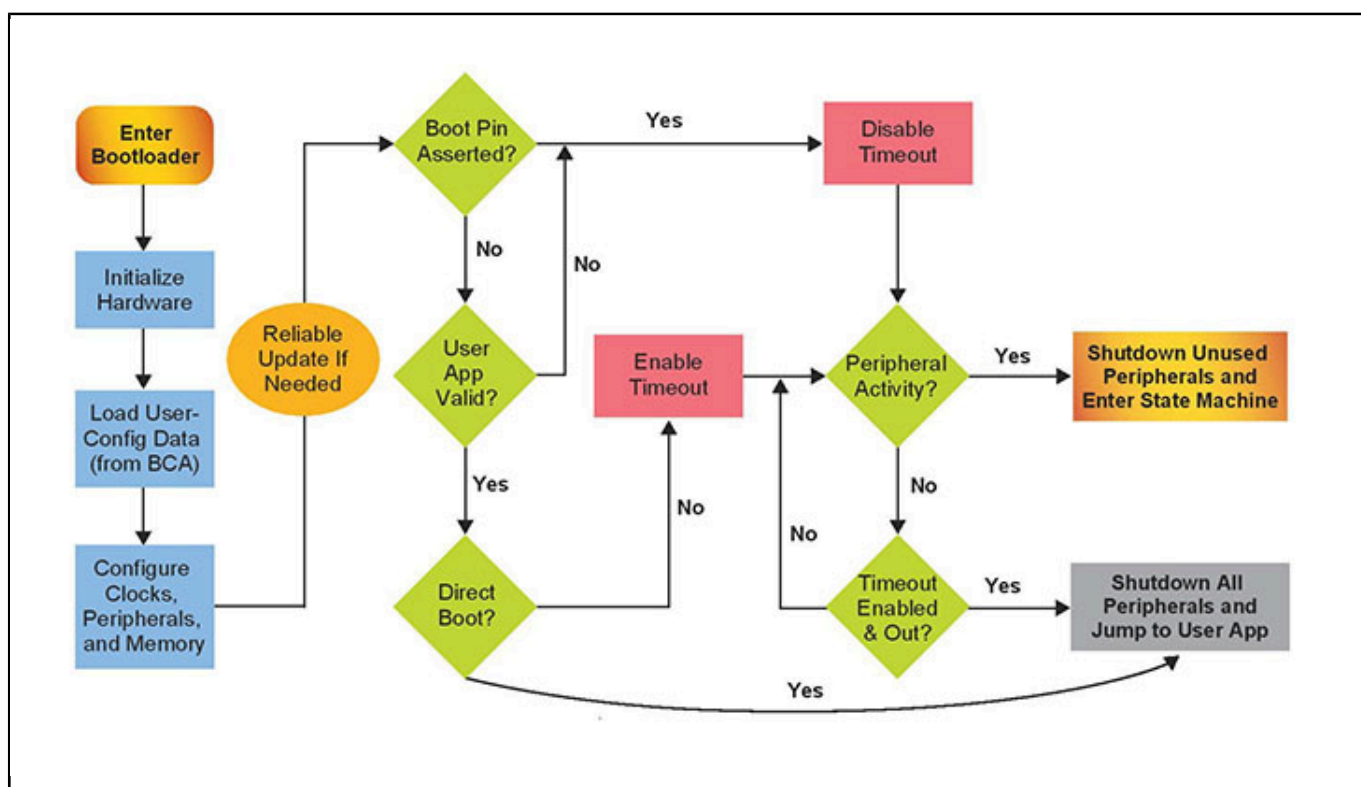 Enter
Bootloader
Initialize
Hardware
Load User-
Config Data
(from BCA)
Configure
Clocks,
Peripherals,
and Memory
Reliable
Update If
Needed
Boot Pin
Asserted?
Yes
No
User
App
Valid?
No
Yes
Direct
Boot?
No
Yes
Enable
Timeout
Disable
Timeout
Peripheral
Activity?
Yes
No
Timeout
Enabled
& Out?
No
Yes
Shutdown Unused
Peripherals and
Enter State Machine
Shutdown All
Peripherals and
Jump to User App